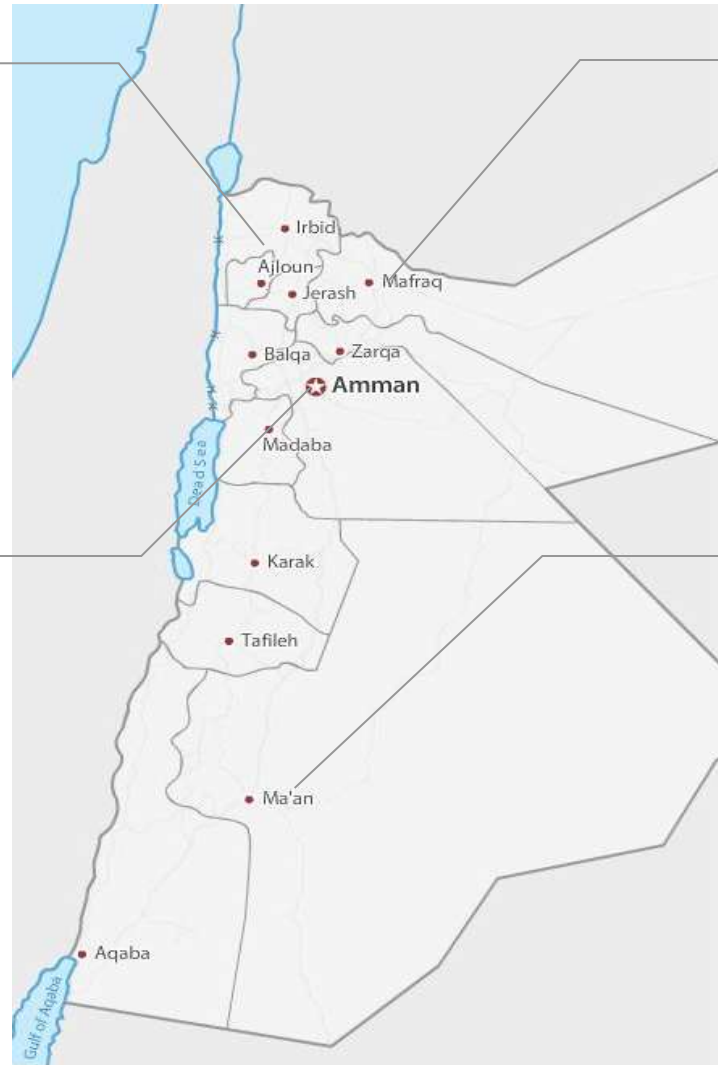 Irbid
Ajloun
Mafraq
Jerash
Balqa
Zarqa
Amman
Madaba
Dead Sea
Karak
Tafileh
Ma'an
Aqaba
Gulf of Aqaba